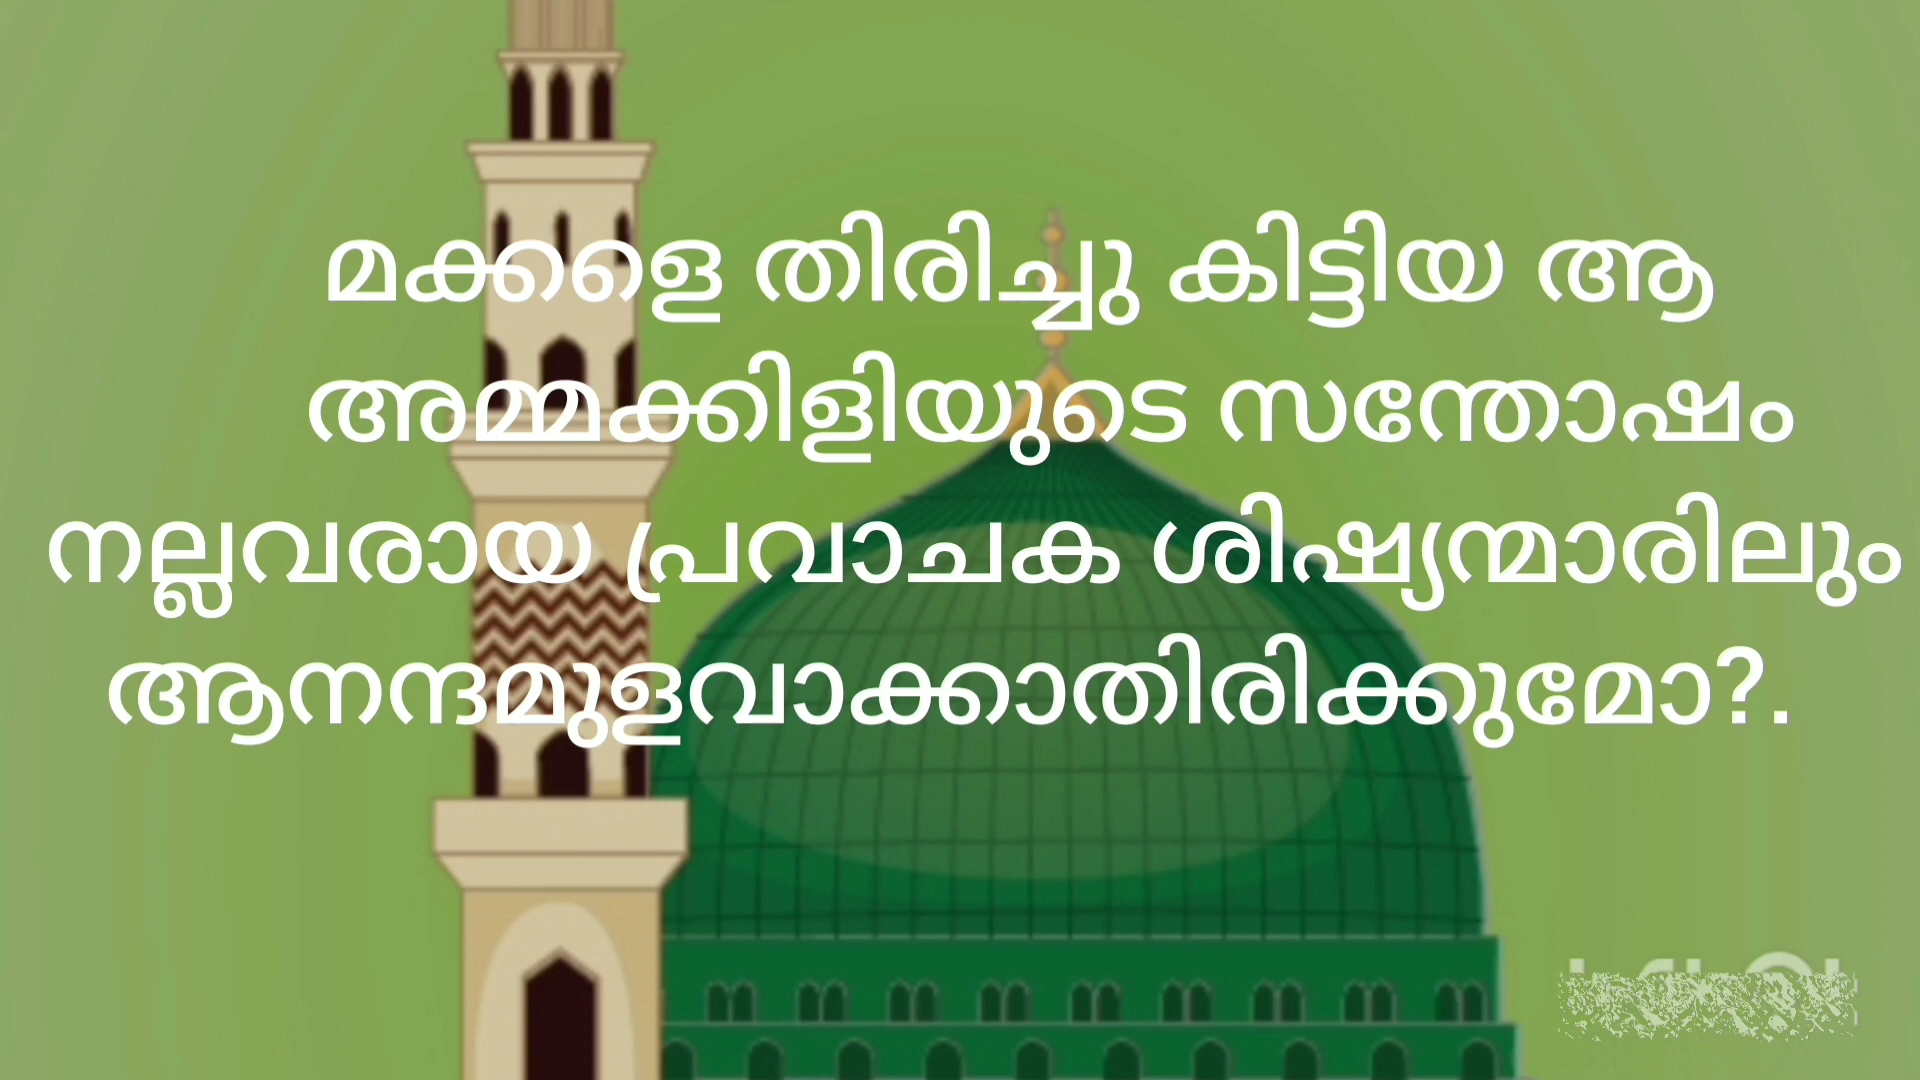 മക്കളെ തിരിച്ചു കിട്ടിയ ആ
അമ്മക്കിളിയുടെ സന്തോഷം
നല്ലവരായ പ്രവാചക ശിഷ്യന്മാരിലും
ആനന്ദമുളവാക്കാതിരിക്കുമോ?.